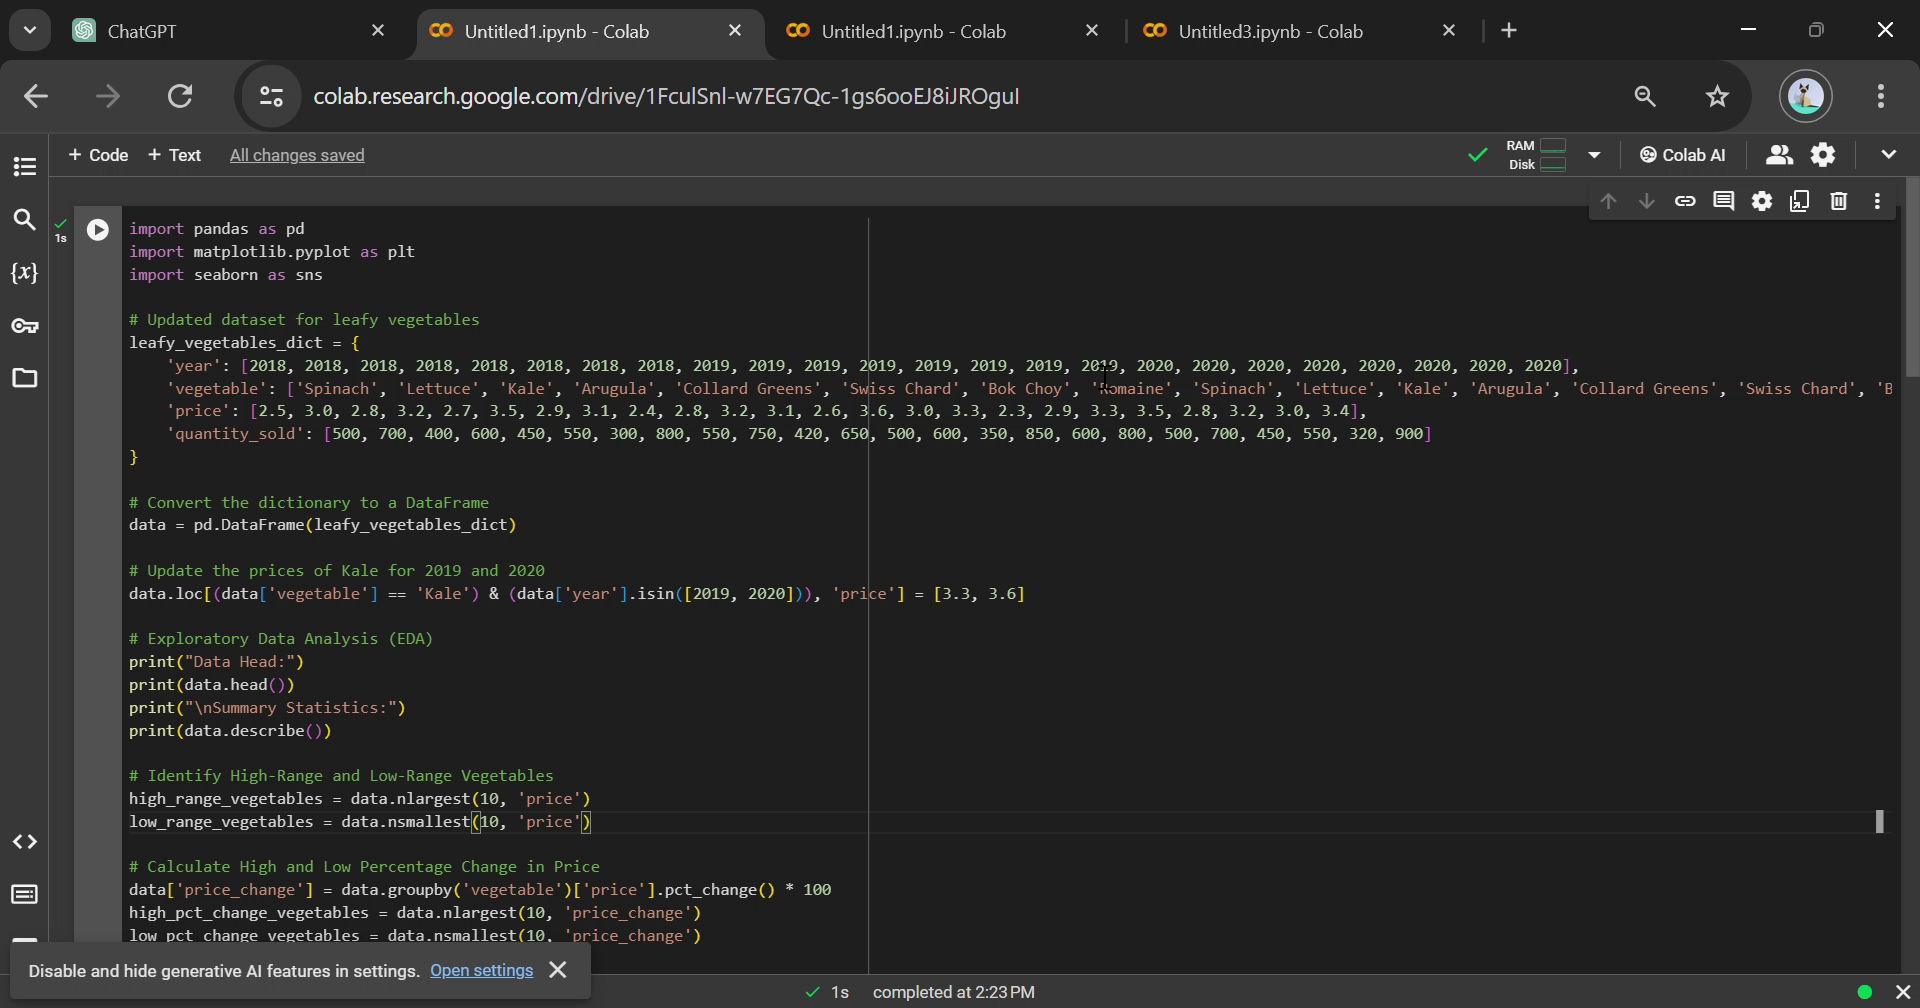 ChatGPT
Untitled1.ipynb - Colab
Untitled1.ipynb - Colab
Untitled3.ipynb - Colab
colab.research.google.com/drive/1FculSnl-w7EG7Qc-1gs6ooEJ8iJROgul
+ Code + Text All changes saved
RAM
Disk
Colab AI
1s
import pandas as pd
import matplotlib.pyplot as plt
import seaborn as sns
# Updated dataset for leafy vegetables
leafy_vegetables_dict = {
'year': [2018, 2018, 2018, 2018, 2018, 2018, 2018, 2018, 2019, 2019, 2019, 2019, 2019, 2019, 2019, 2019, 2020, 2020, 2020, 2020, 2020, 2020, 2020, 2020],
'vegetable': ['Spinach', 'Lettuce', 'Kale', 'Arugula', 'Collard Greens', 'Swiss Chard', 'Bok Choy', 'Romaine', 'Spinach', 'Lettuce', 'Kale', 'Arugula', 'Collard Greens', 'Swiss Chard', 'B
'price': [2.5, 3.0, 2.8, 3.2, 2.7, 3.5, 2.9, 3.1, 2.4, 2.8, 3.2, 3.1, 2.6, 3.6, 3.0, 3.3, 2.3, 2.9, 3.3, 3.5, 2.8, 3.2, 3.0, 3.4],
'quantity_sold': [500, 700, 400, 600, 450, 550, 300, 800, 550, 750, 420, 650, 500, 600, 350, 850, 600, 800, 500, 700, 450, 550, 320, 900]
}
# Convert the dictionary to a DataFrame
data = pd.DataFrame(leafy_vegetables_dict)
# Update the prices of Kale for 2019 and 2020
data.loc[(data['vegetable'] == 'Kale') & (data['year'].isin([2019, 2020])), 'price'] = [3.3, 3.6]
# Exploratory Data Analysis (EDA)
print("Data Head:")
print(data.head())
print("\nSummary Statistics:")
print(data.describe())
# Identify High-Range and Low-Range Vegetables
high_range_vegetables = data.nlargest(10, 'price')
low_range_vegetables = data.nsmallest(10, 'price')
# Calculate High and Low Percentage Change in Price
data['price_change'] = data.groupby('vegetable')['price'].pct_change() * 100
high_pct_change_vegetables = data.nlargest(10, 'price_change')
low_pct_change_vegetables = data.nsmallest(10, 'price_change')
Disable and hide generative AI features in settings. Open settings
1s completed at 2:23 PM